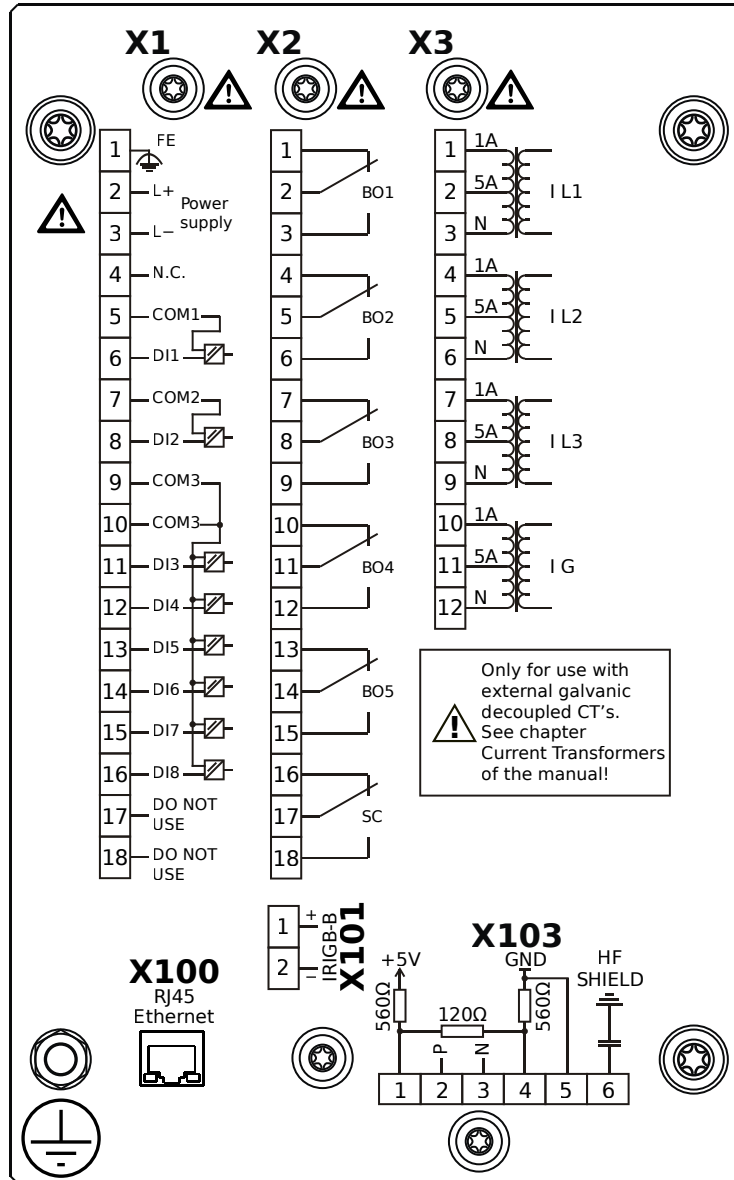 X1 X2 X3
1 FE
2 L+
Power
supply
3 L−
4 N.C.
5 COM1
6 DI1
7 COM2
8 DI2
9 COM3
10 COM3
11 DI3
12 DI4
13 DI5
14 DI6
15 DI7
16 DI8
17 DO NOT
USE
18 DO NOT
USE
1
2 BO1
3
4
5 BO2
6
7
8 BO3
9
10
11 BO4
12
13
14 BO5
15
16
17 SC
18
1 1A
2 5A I L1
3 N
4 1A
5 5A I L2
6 N
7 1A
8 5A I L3
9 N
10 1A
11 5A I G
12 N
Only for use with
external galvanic
decoupled CT’s.
See chapter
Current Transformers
of the manual!
1 +
2 −
IRIGB-B
X101
X100
RJ45
Ethernet
X103
+5V GND HF
SHIELD
560Ω 120Ω 560Ω
P N
1 2 3 4 5 6